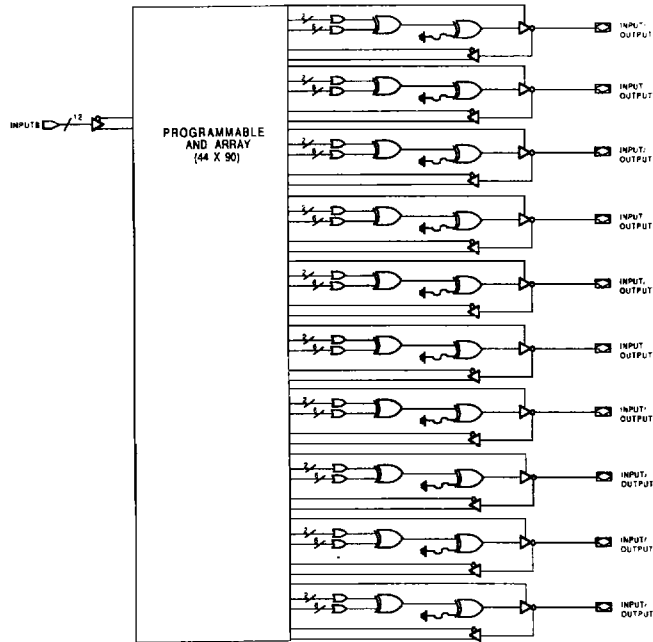 INPUT/
OUTPUT
INPUT
OUTPUT
12
INPUTS
PROGRAMMABLE
AND ARRAY
(44 X 90)
INPUT/
OUTPUT
INPUT/
OUTPUT
INPUT/
OUTPUT
INPUT
OUTPUT
INPUT/
OUTPUT
INPUT/
OUTPUT
INPUT/
OUTPUT
INPUT/
OUTPUT